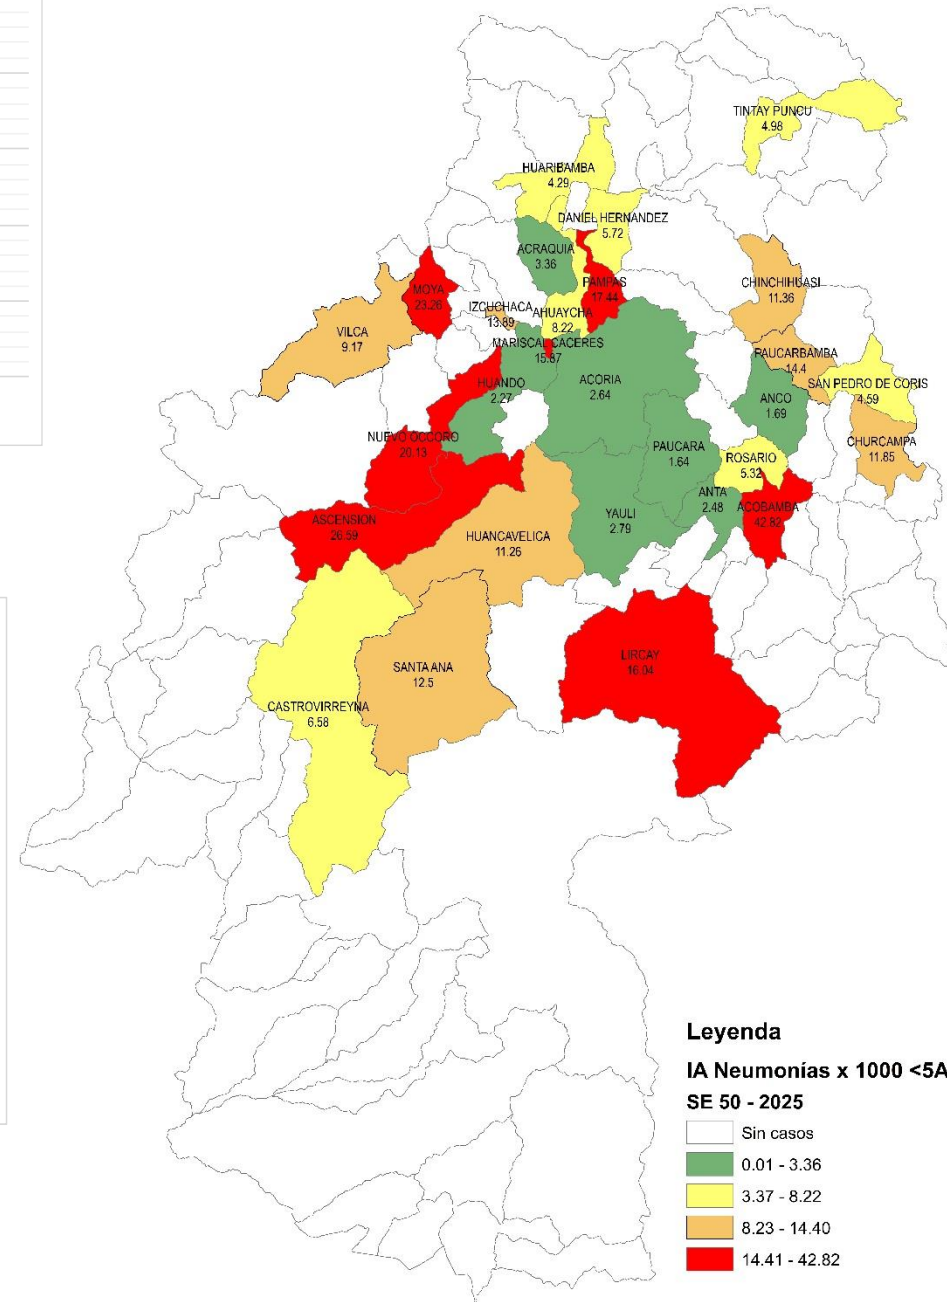 TINTAY PUNCU
4.98
HUARIBAMBA
4.29
DANIEL HERNANDEZ
5.72
ACRAQUIA
3.36
PAMPAS
17.44
CHINCHIHUASI
11.36
MOYA
23.26
IZCUCHACA
13.89
AHUAYCHA
8.22
VILCA
9.17
MARISCAL CACERES
15.87
PAUCARBAMBA
14.4
HUANDO
2.27
ACORIA
2.64
SAN PEDRO DE CORIS
4.59
ANCO
1.69
NUEVO OCCORO
20.13
PAUCARA
1.64
ROSARIO
5.32
CHURCAMPA
11.85
ANTA
2.48
ACOBAMBA
42.82
ASCENSION
26.59
YAULI
2.79
HUANCAVELICA
11.26
LIRCAY
16.04
SANTA ANA
12.5
CASTROVIRREYNA
6.58
Leyenda
IA Neumonías x 1000 <5A
SE 50 - 2025
Sin casos
0.01 - 3.36
3.37 - 8.22
8.23 - 14.40
14.41 - 42.82